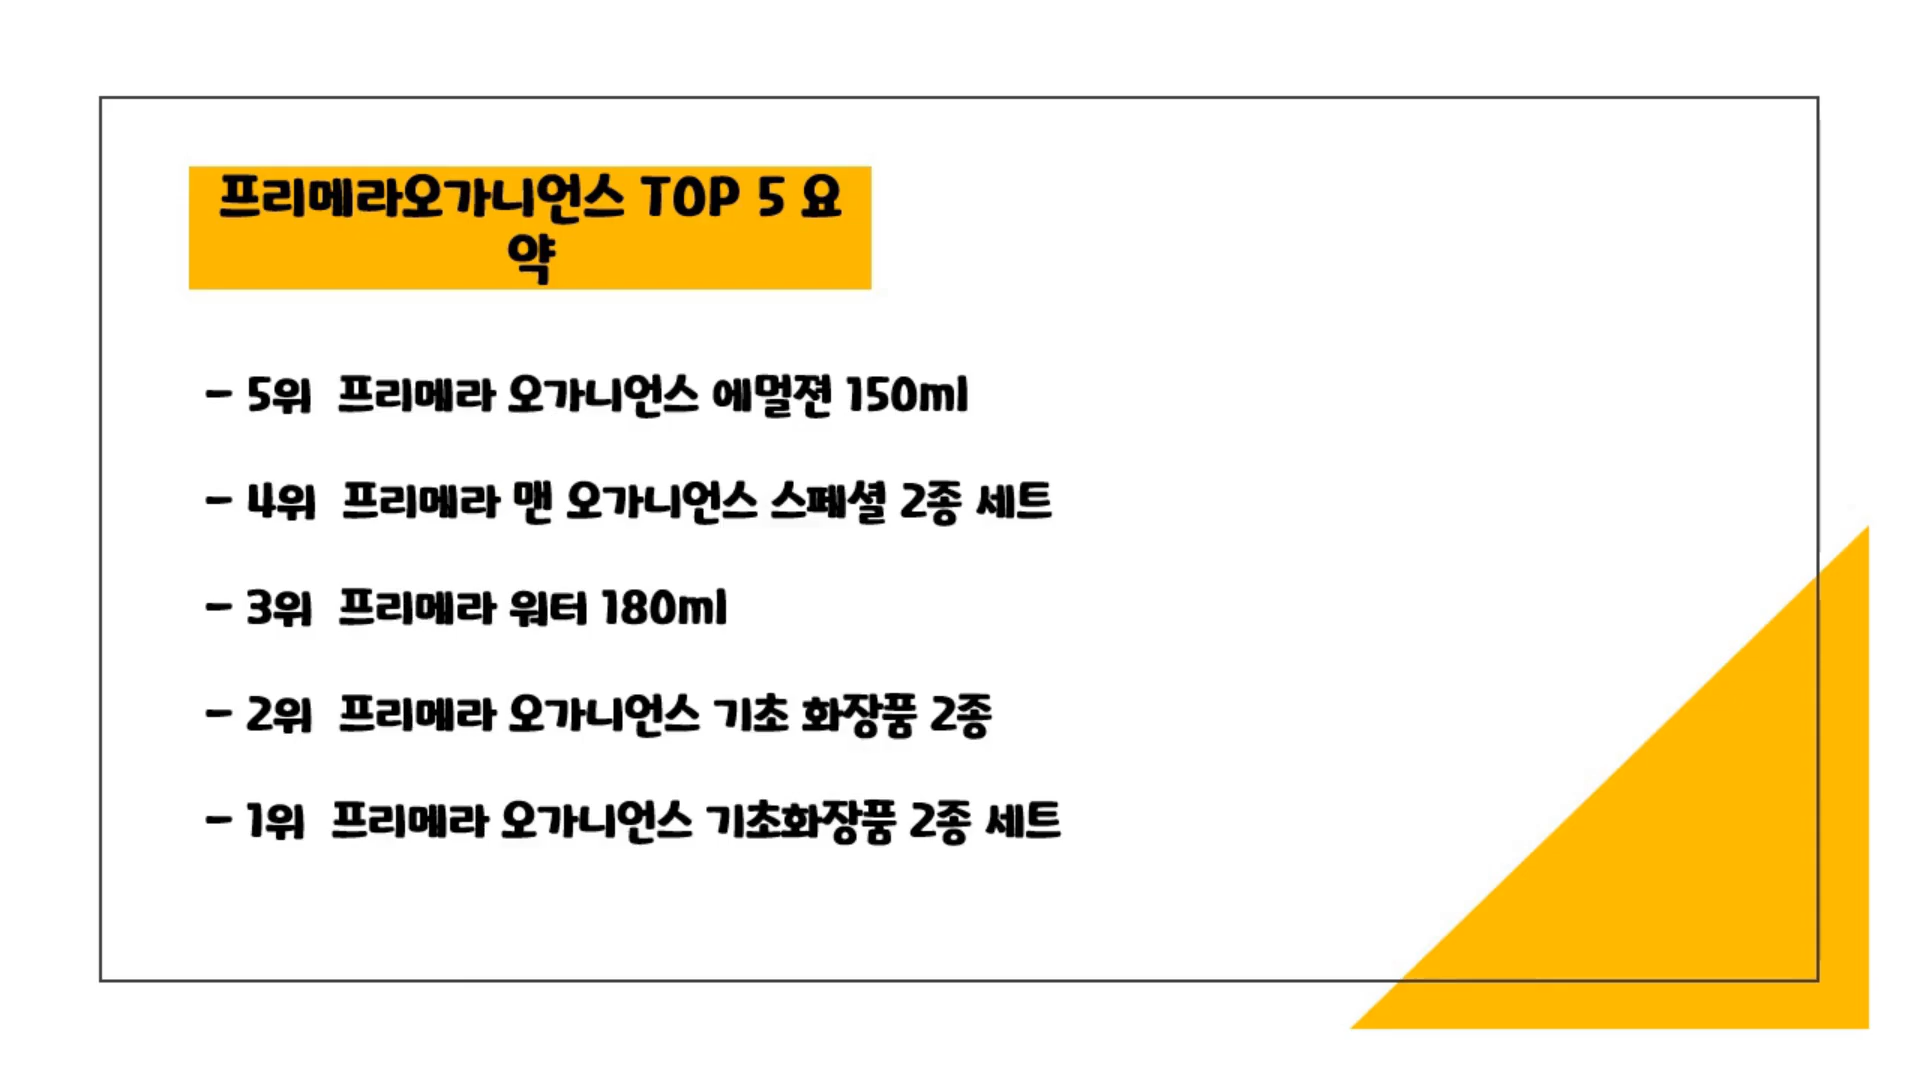 프리메라오가니언스 TOP 5 요
약
- 5위 프리메라 오가니언스 에멀젼 150ml
- 4위 프리메라 맨 오가니언스 스페셜 2종 세트
- 3위 프리메라 워터 180ml
- 2위 프리메라 오가니언스 기초 화장품 2종
- 1위 프리메라 오가니언스 기초화장품 2종 세트